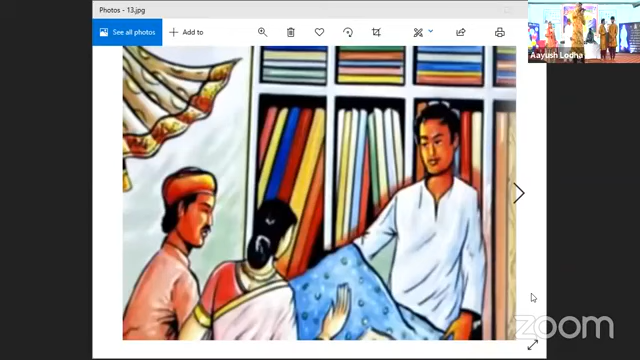 Photos - 13.jpg
See all photos
Add to
Aayush Lodha
zoom